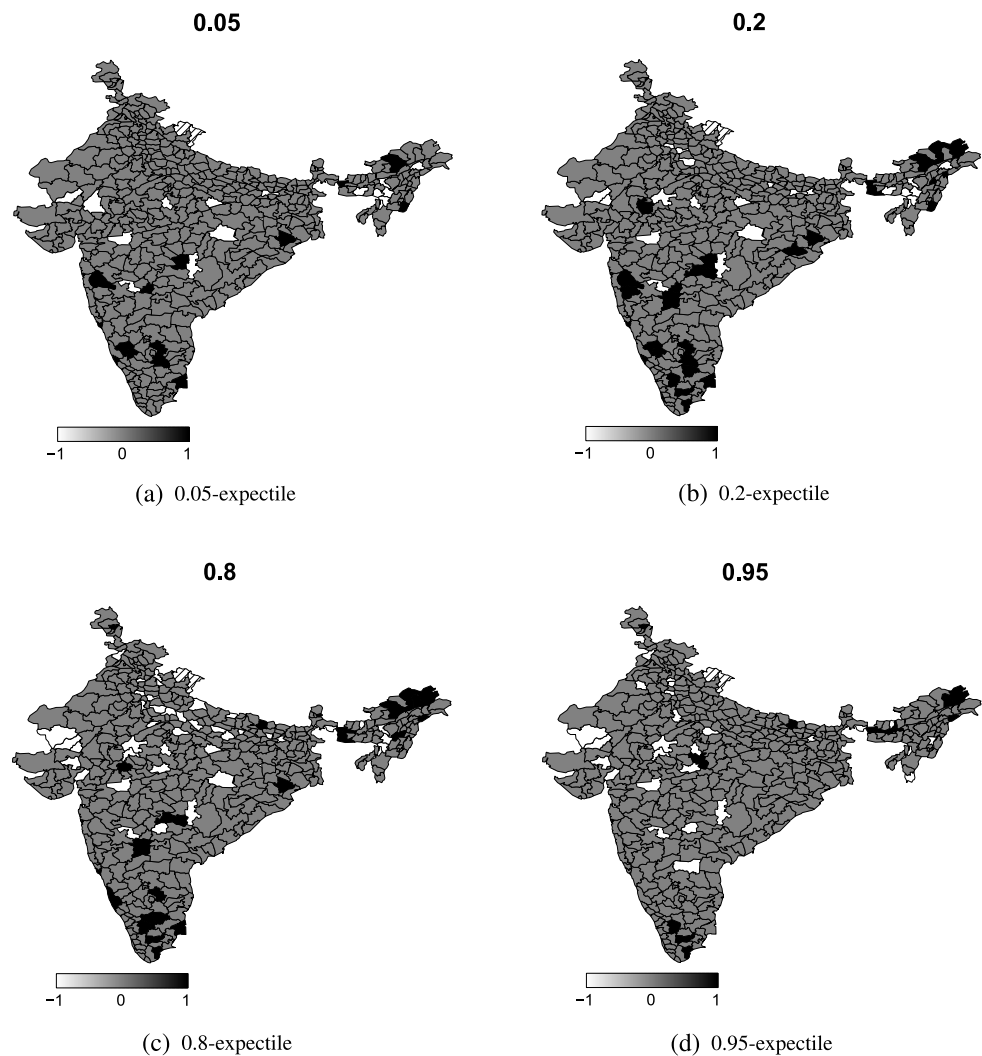 0.05
0.2
−1 0 1
−1 0 1
(a) 0.05-expectile
(b) 0.2-expectile
0.8
0.95
−1 0 1
−1 0 1
(c) 0.8-expectile
(d) 0.95-expectile